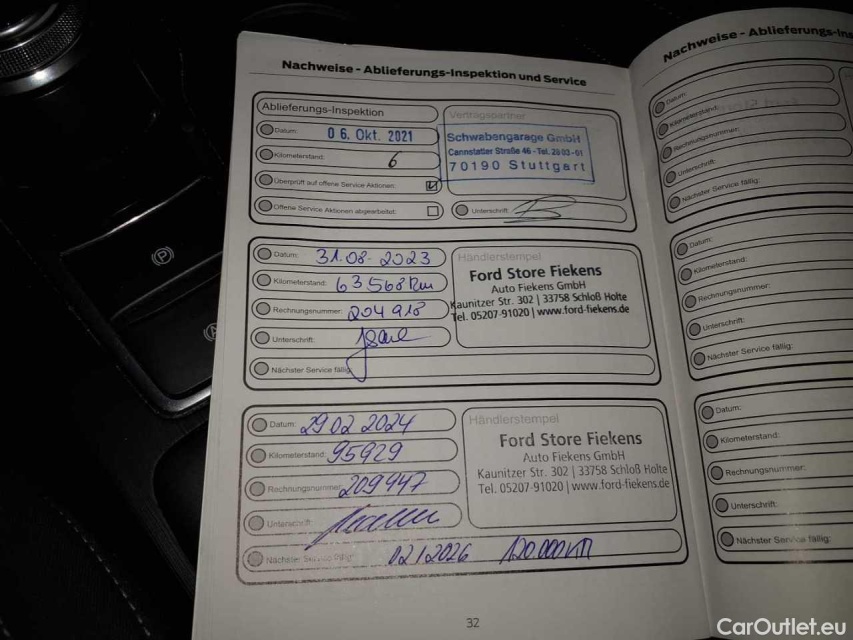 Nachweise - Ablieferungs-Inspektion und Service
Ablieferungs-Inspektion
Datum: 06. Okt. 2021
Kilometerstand: 6
Überprüft auf offene Service Aktionen:
Offene Service Aktionen abgearbeitet:
Vertragspartner
Schwabengarage GmbH
Cannstatter Straße 46 - Tel. 28 03 - 01
70190 Stuttgart
Unterschrift:
Datum: 31.08.2023
Kilometerstand: 63568 km
Rechnungsnummer: 204918
Unterschrift:
Nächster Service fällig:
Händlerstempel
Ford Store Fiekens
Auto Fiekens GmbH
Kaunitzer Str. 302 | 33758 Schloß Holte
Tel. 05207-91020 | www.ford-fiekens.de
Datum: 29 02 2024
Kilometerstand: 95929
Rechnungsnummer: 209447
Unterschrift:
Nächster Service fällig: 02/2026 120.000 KM
Händlerstempel
Ford Store Fiekens
Auto Fiekens GmbH
Kaunitzer Str. 302 | 33758 Schloß Holte
Tel. 05207-91020 | www.ford-fiekens.de
32
Nachweise - Ablieferungs-Ins
Datum:
Kilometerstand:
Rechnungsnummer:
Unterschrift:
Nächster Service fällig:
Datum:
Kilometerstand:
Rechnungsnummer:
Unterschrift:
Nächster Service fällig:
Datum:
Kilometerstand:
Rechnungsnummer:
Unterschrift:
Nächster Service fällig:
CarOutlet.eu